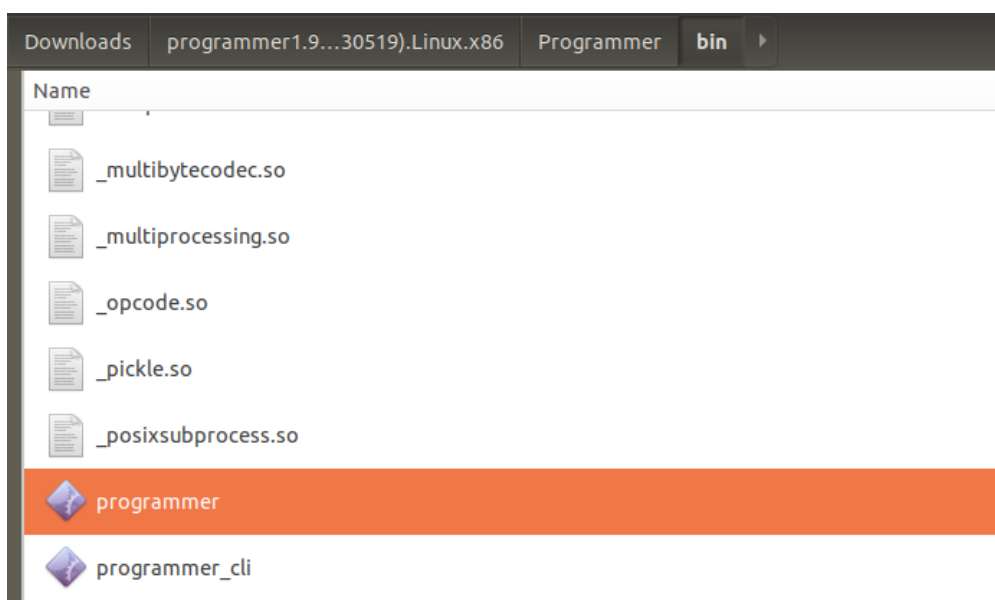 Downloads programmer1.9...30519).Linux.x86 Programmer bin
Name
_multibytecodec.so
_multiprocessing.so
_opcode.so
_pickle.so
_posixsubprocess.so
programmer
programmer_cli